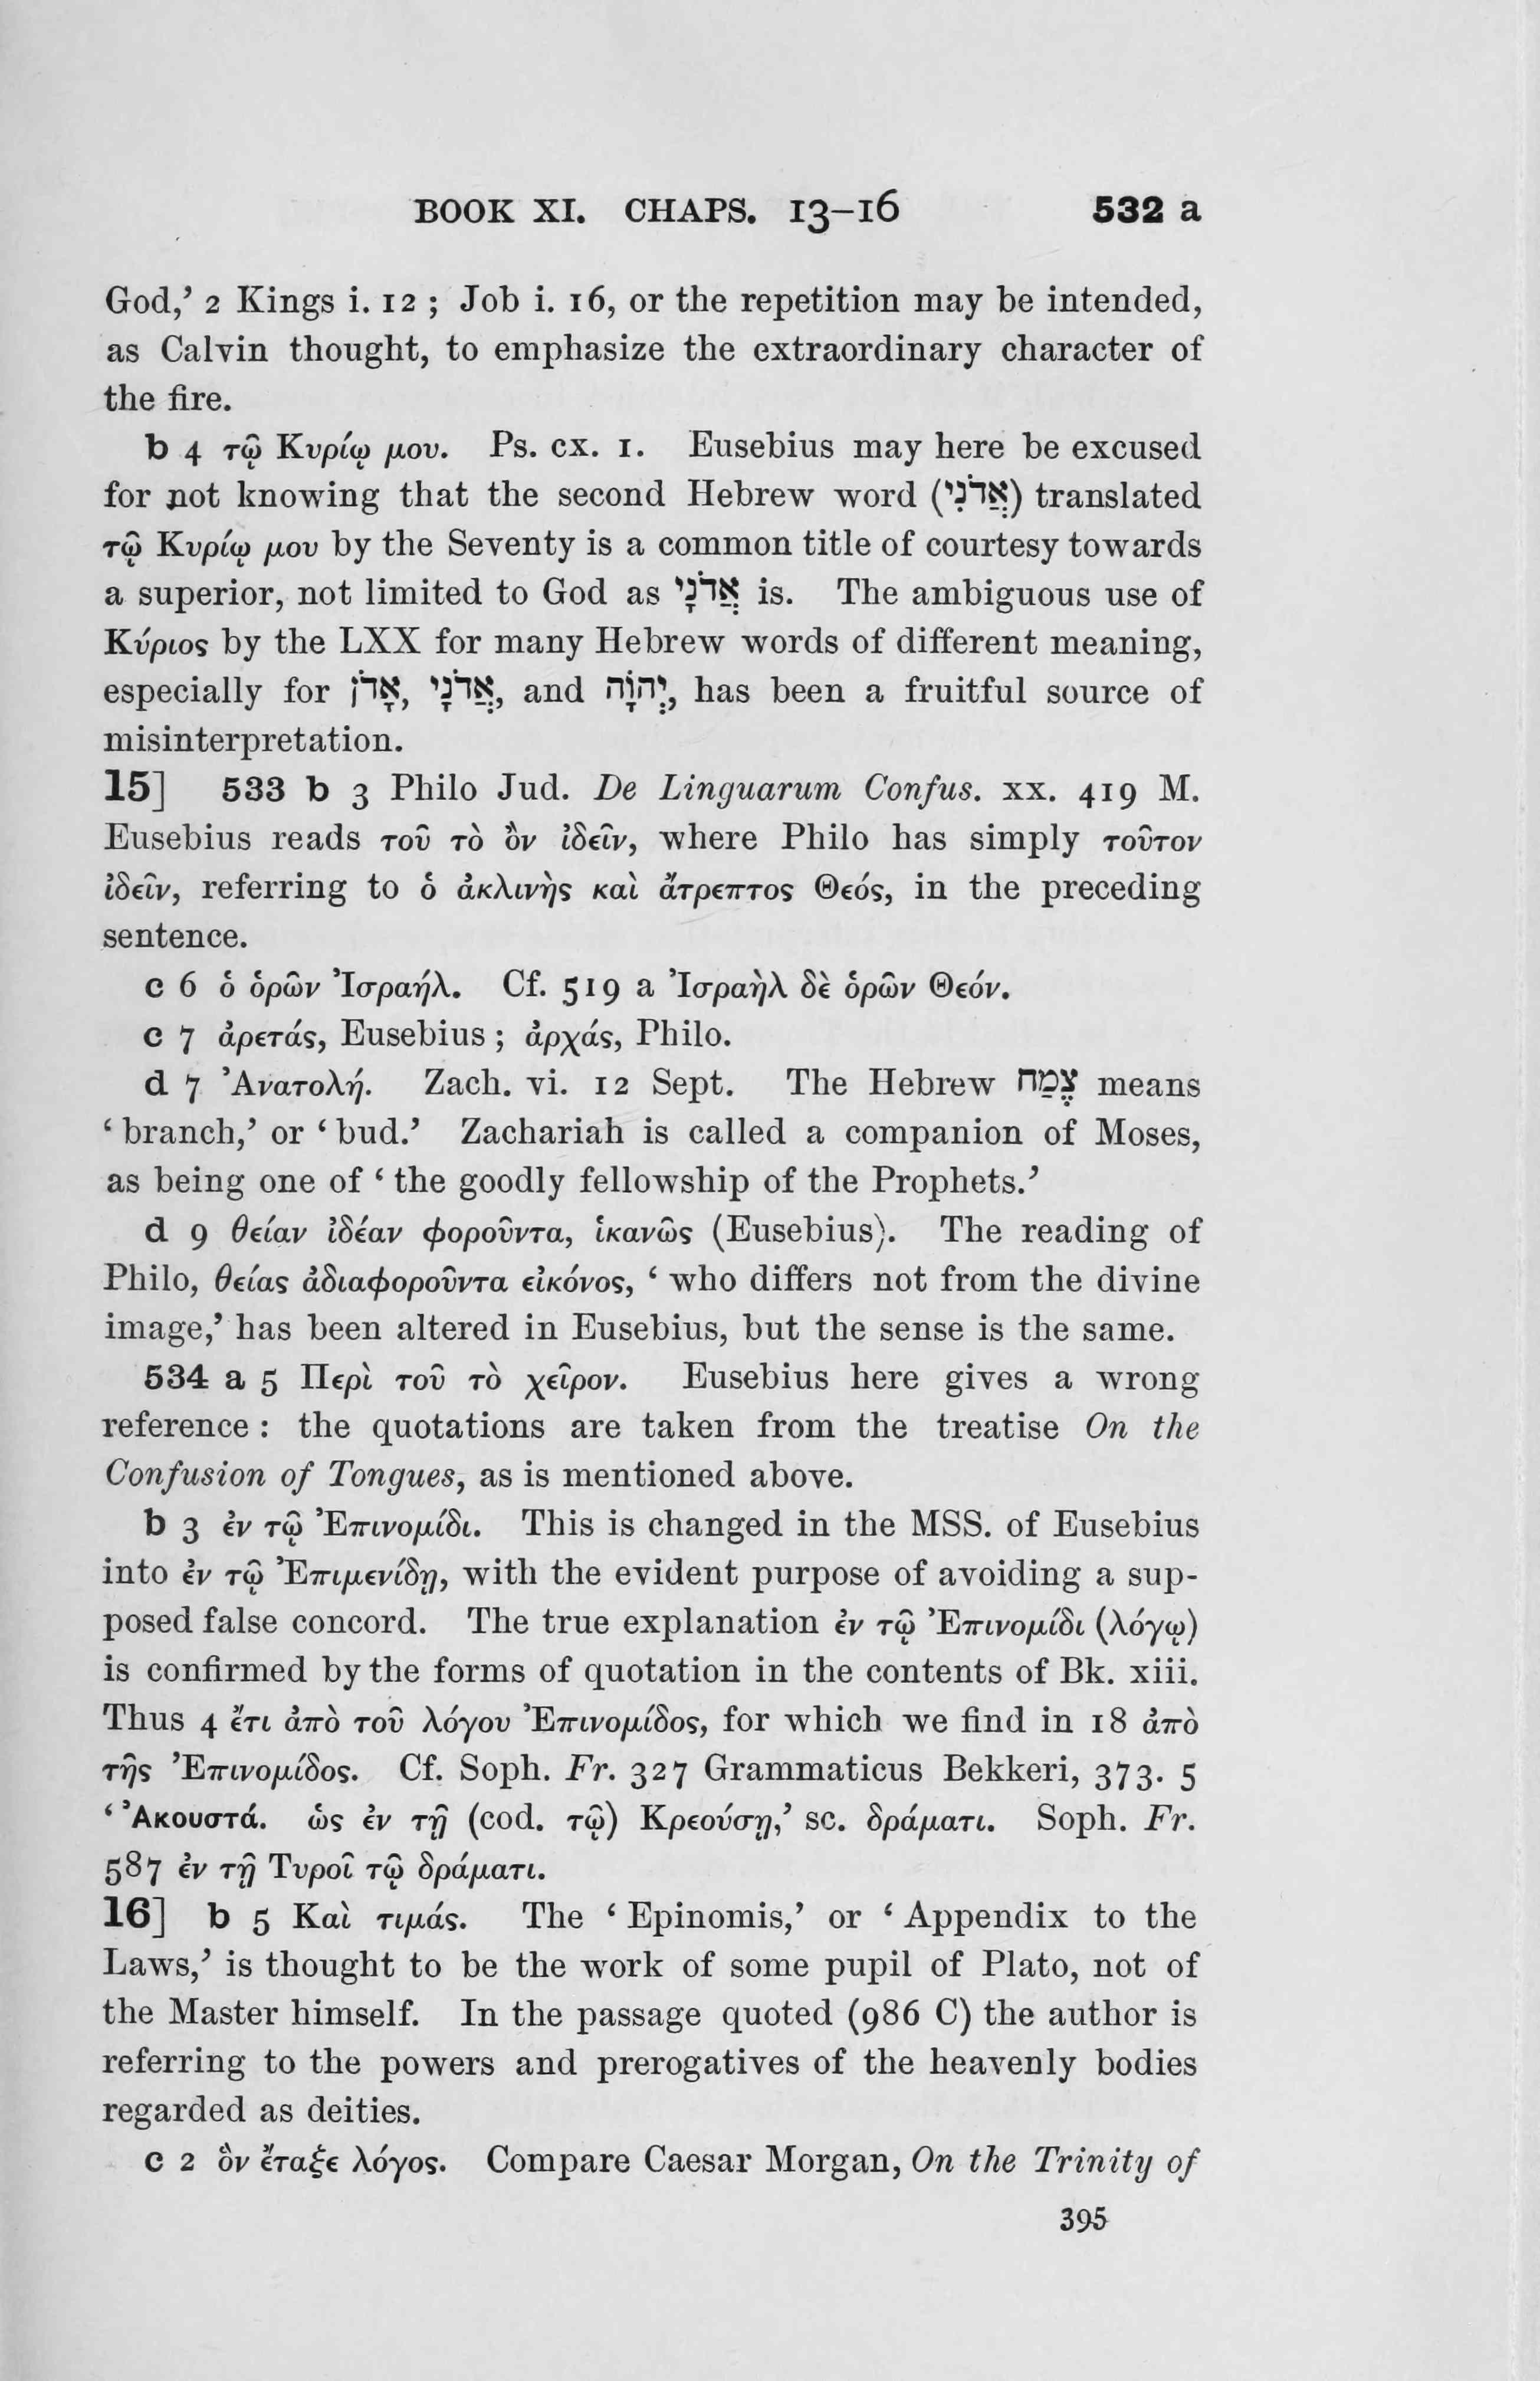 BOOK XI. CHAPS. 13–16 532 a
God,’ 2 Kings i. 12 ; Job i. 16, or the repetition may be intended,
as Calvin thought, to emphasize the extraordinary character of
the fire.
b 4 τῷ Κυρίῳ μου. Ps. cx. 1. Eusebius may here be excused
for not knowing that the second Hebrew word (אֲדֹנִי) translated
τῷ Κυρίῳ μου by the Seventy is a common title of courtesy towards
a superior, not limited to God as אֲדֹנָי is. The ambiguous use of
Κύριος by the LXX for many Hebrew words of different meaning,
especially for אָדֹן, אֲדֹנָי, and יְהוָֹה, has been a fruitful source of
misinterpretation.
15] 533 b 3 Philo Jud. De Linguarum Confus. xx. 419 M.
Eusebius reads τοῦ τὸ ὂν ἰδεῖν, where Philo has simply τοῦτον
ἰδεῖν, referring to ὁ ἀκλινὴς καὶ ἄτρεπτος Θεός, in the preceding
sentence.
c 6 ὁ ὁρῶν Ἰσραήλ. Cf. 519 a Ἰσραὴλ δὲ ὁρῶν Θεόν.
c 7 ἀρετάς, Eusebius ; ἀρχάς, Philo.
d 7 Ἀνατολή. Zach. vi. 12 Sept. The Hebrew צֶמַח means
‘ branch,’ or ‘ bud.’ Zachariah is called a companion of Moses,
as being one of ‘ the goodly fellowship of the Prophets.’
d 9 θείαν ἰδέαν φοροῦντα, ἱκανῶς (Eusebius). The reading of
Philo, θείας ἀδιαφοροῦντα εἰκόνος, ‘ who differs not from the divine
image,’ has been altered in Eusebius, but the sense is the same.
534 a 5 Περὶ τοῦ τὸ χεῖρον. Eusebius here gives a wrong
reference : the quotations are taken from the treatise On the
Confusion of Tongues, as is mentioned above.
b 3 ἐν τῷ Ἐπινομίδι. This is changed in the MSS. of Eusebius
into ἐν τῷ Ἐπιμενίδῃ, with the evident purpose of avoiding a sup-
posed false concord. The true explanation ἐν τῷ Ἐπινομίδι (λόγῳ)
is confirmed by the forms of quotation in the contents of Bk. xiii.
Thus 4 ἔτι ἀπὸ τοῦ λόγου Ἐπινομίδος, for which we find in 18 ἀπὸ
τῆς Ἐπινομίδος. Cf. Soph. Fr. 327 Grammaticus Bekkeri, 373. 5
‘ Ἀκουστά. ὡς ἐν τῇ (cod. τῷ) Κρεούσῃ,’ sc. δράματι. Soph. Fr.
587 ἐν τῇ Τυροῖ τῷ δράματι.
16] b 5 Καὶ τιμάς. The ‘ Epinomis,’ or ‘ Appendix to the
Laws,’ is thought to be the work of some pupil of Plato, not of
the Master himself. In the passage quoted (986 C) the author is
referring to the powers and prerogatives of the heavenly bodies
regarded as deities.
c 2 ὃν ἔταξε λόγος. Compare Caesar Morgan, On the Trinity of
395